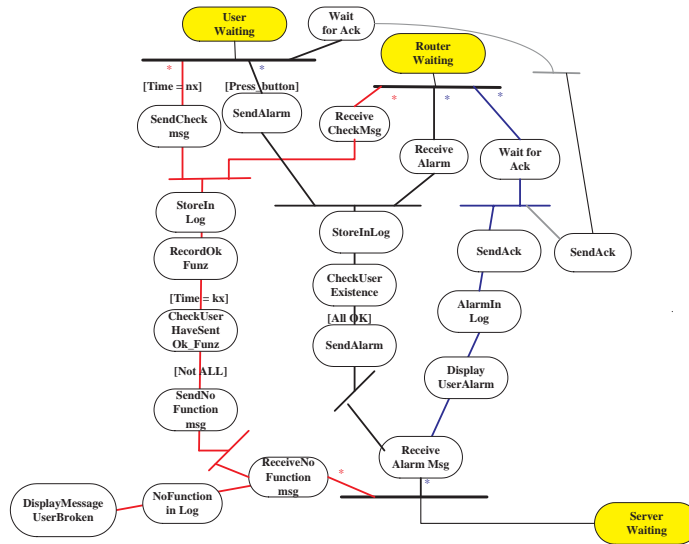 User
Waiting
Wait
for Ack
Router
Waiting
*
*
[Time = nx]
[Press_button]
*
*
*
SendCheck
msg
SendAlarm
Receive
CheckMsg
Receive
Alarm
Wait for
Ack
StoreIn
Log
StoreInLog
RecordOk
Funz
SendAck
SendAck
CheckUser
Existence
[Time = kx]
AlarmIn
Log
[All OK]
CheckUser
HaveSent
Ok_Funz
SendAlarm
[Not ALL]
Display
UserAlarm
SendNo
Function
msg
Receive
Alarm Msg
ReceiveNo
Function
msg
*
*
DisplayMessage
UserBroken
NoFunction
in Log
Server
Waiting